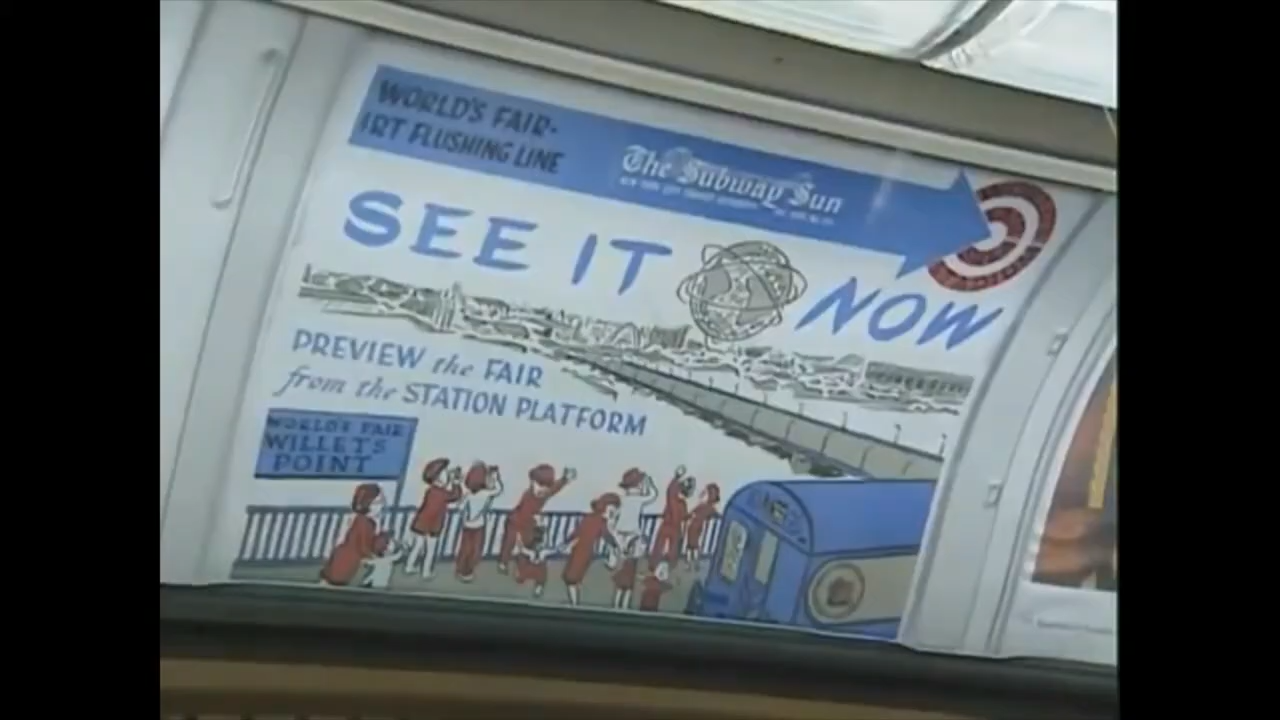 WORLD'S FAIR-
IRT FLUSHING LINE
The Subway Sun
SEE IT NOW
PREVIEW the FAIR
from the STATION PLATFORM
WORLD'S FAIR
WILLETS
POINT